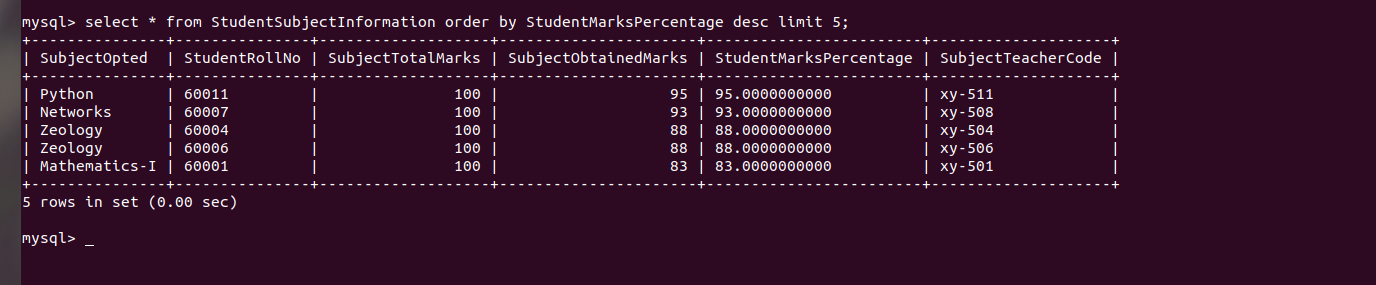 mysql> select * from StudentSubjectInformation order by StudentMarksPercentage desc limit 5;
+---------------+---------------+-------------------+----------------------+------------------------+--------------------+
| SubjectOpted  | StudentRollNo | SubjectTotalMarks | SubjectObtainedMarks | StudentMarksPercentage | SubjectTeacherCode |
+---------------+---------------+-------------------+----------------------+------------------------+--------------------+
| Python        | 60011         |               100 |                   95 | 95.0000000000          | xy-511             |
| Networks      | 60007         |               100 |                   93 | 93.0000000000          | xy-508             |
| Zeology       | 60004         |               100 |                   88 | 88.0000000000          | xy-504             |
| Zeology       | 60006         |               100 |                   88 | 88.0000000000          | xy-506             |
| Mathematics-I | 60001         |               100 |                   83 | 83.0000000000          | xy-501             |
+---------------+---------------+-------------------+----------------------+------------------------+--------------------+
5 rows in set (0.00 sec)
mysql> _